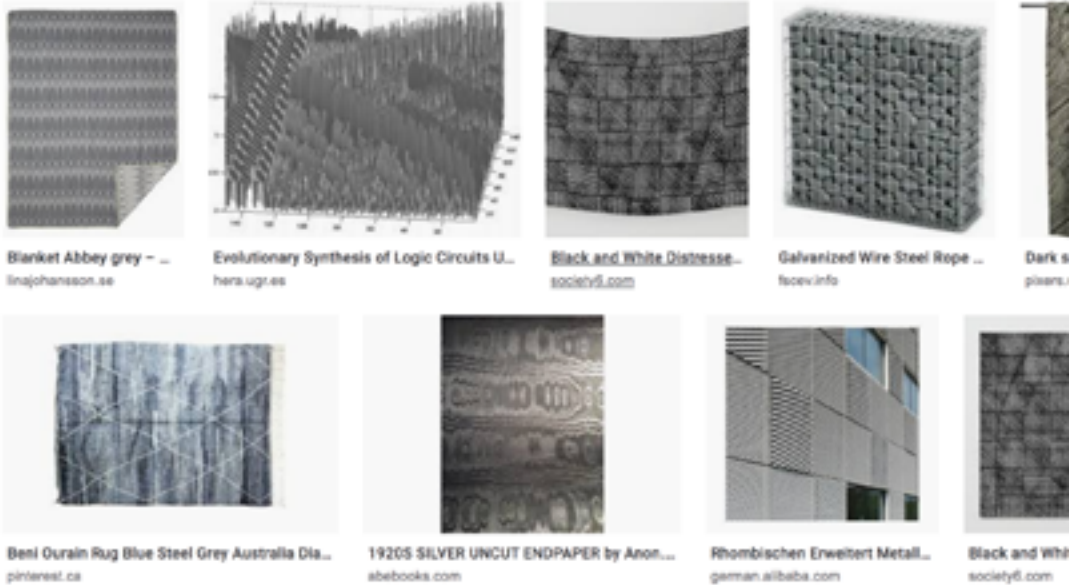 Blanket Abbey grey – ...
linajohansson.se
Evolutionary Synthesis of Logic Circuits U...
hera.ugr.es
Black and White Distresse...
society6.com
Galvanized Wire Steel Rope ...
fscev.info
Dark s
pixers.
Beni Ourain Rug Blue Steel Grey Australia Dia...
pinterest.ca
1920S SILVER UNCUT ENDPAPER by Anon....
abebooks.com
Rhombischen Erweitert Metall...
german.alibaba.com
Black and Whi
society6.com